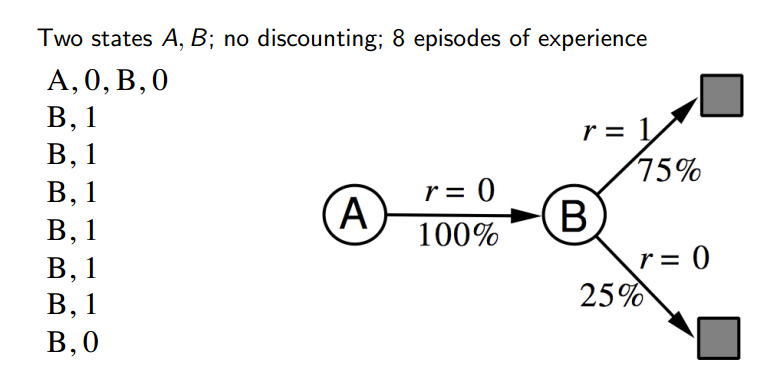 Two states A, B; no discounting; 8 episodes of experience
A, 0, B, 0
B, 1
B, 1
B, 1
B, 1
B, 1
B, 1
B, 0
A
r = 0
100%
B
r = 1
75%
r = 0
25%